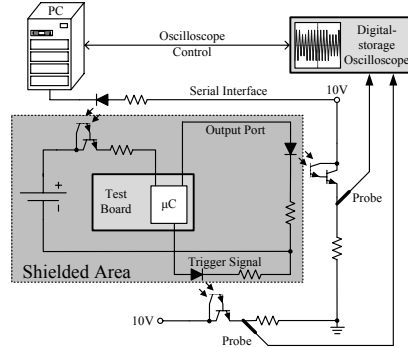 PC
Oscilloscope
Control
Digital-
storage
Oscilloscope
Serial Interface
10V
Output Port
+
−
Test
Board
μC
Probe
Trigger Signal
Shielded Area
10V
Probe